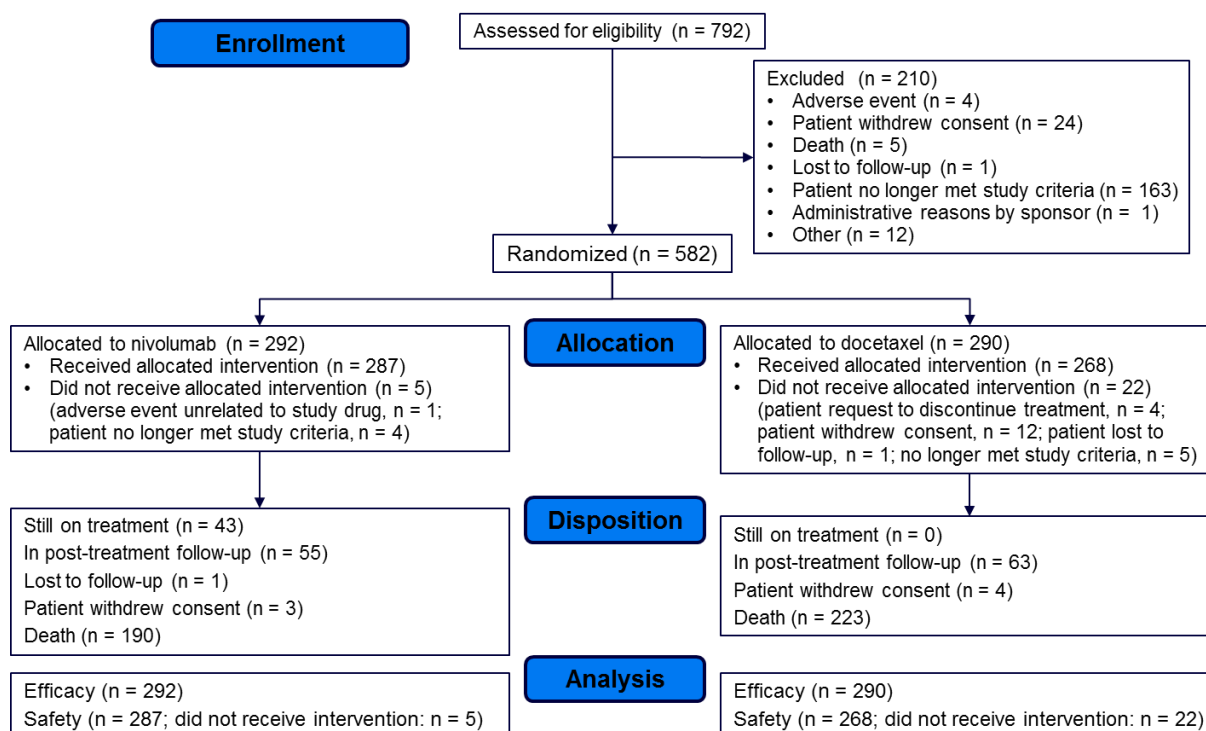 Enrollment
Assessed for eligibility (n = 792)
Excluded (n = 210)
• Adverse event (n = 4)
• Patient withdrew consent (n = 24)
• Death (n = 5)
• Lost to follow-up (n = 1)
• Patient no longer met study criteria (n = 163)
• Administrative reasons by sponsor (n = 1)
• Other (n = 12)
Randomized (n = 582)
Allocation
Allocated to nivolumab (n = 292)
• Received allocated intervention (n = 287)
• Did not receive allocated intervention (n = 5)
(adverse event unrelated to study drug, n = 1;
patient no longer met study criteria, n = 4)
Allocated to docetaxel (n = 290)
• Received allocated intervention (n = 268)
• Did not receive allocated intervention (n = 22)
(patient request to discontinue treatment, n = 4;
patient withdrew consent, n = 12; patient lost to
follow-up, n = 1; no longer met study criteria, n = 5)
Disposition
Still on treatment (n = 43)
In post-treatment follow-up (n = 55)
Lost to follow-up (n = 1)
Patient withdrew consent (n = 3)
Death (n = 190)
Still on treatment (n = 0)
In post-treatment follow-up (n = 63)
Patient withdrew consent (n = 4)
Death (n = 223)
Analysis
Efficacy (n = 292)
Safety (n = 287; did not receive intervention: n = 5)
Efficacy (n = 290)
Safety (n = 268; did not receive intervention: n = 22)